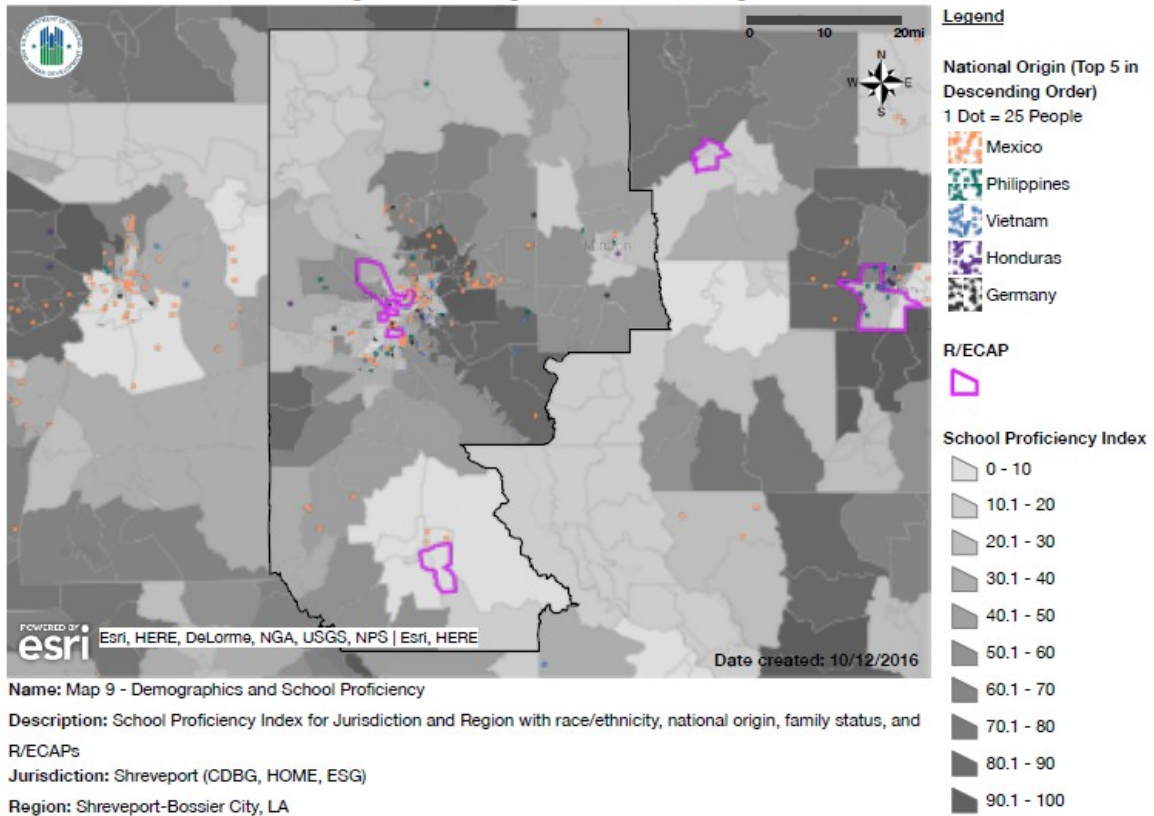 0 10 20mi
N
W E
S
POWERED BY
esri
Esri, HERE, DeLorme, NGA, USGS, NPS | Esri, HERE
Date created: 10/12/2016
Legend
National Origin (Top 5 in
Descending Order)
1 Dot = 25 People
Mexico
Philippines
Vietnam
Honduras
Germany
R/ECAP
School Proficiency Index
0 - 10
10.1 - 20
20.1 - 30
30.1 - 40
40.1 - 50
50.1 - 60
60.1 - 70
70.1 - 80
80.1 - 90
90.1 - 100
Name: Map 9 - Demographics and School Proficiency
Description: School Proficiency Index for Jurisdiction and Region with race/ethnicity, national origin, family status, and
R/ECAPs
Jurisdiction: Shreveport (CDBG, HOME, ESG)
Region: Shreveport-Bossier City, LA